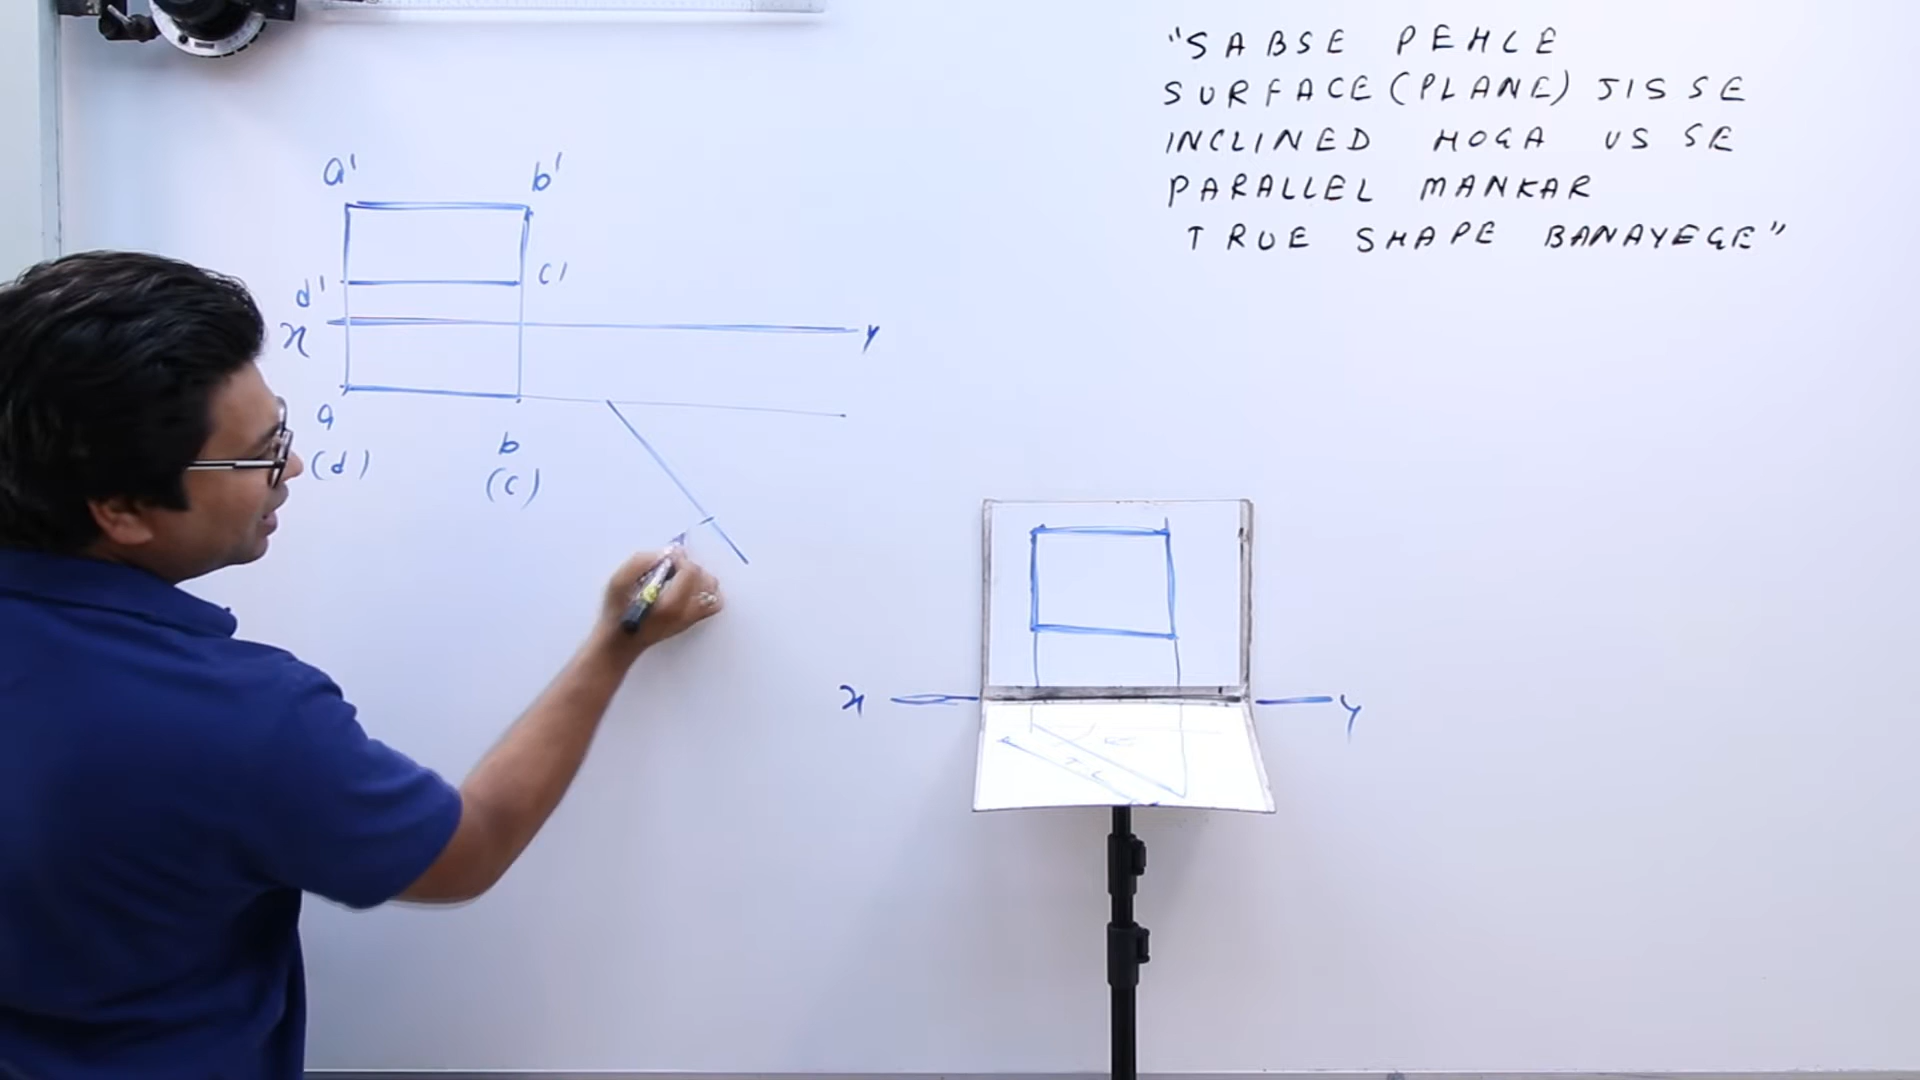 "SABSE PEHLE
SURFACE(PLANE) JISSE
INCLINED HOGA US SE
PARALLEL MANKAR
TRUE SHAPE BANAYEGE"
a' b'
d' c'
x y
a b
(d) (c)
x y
T L